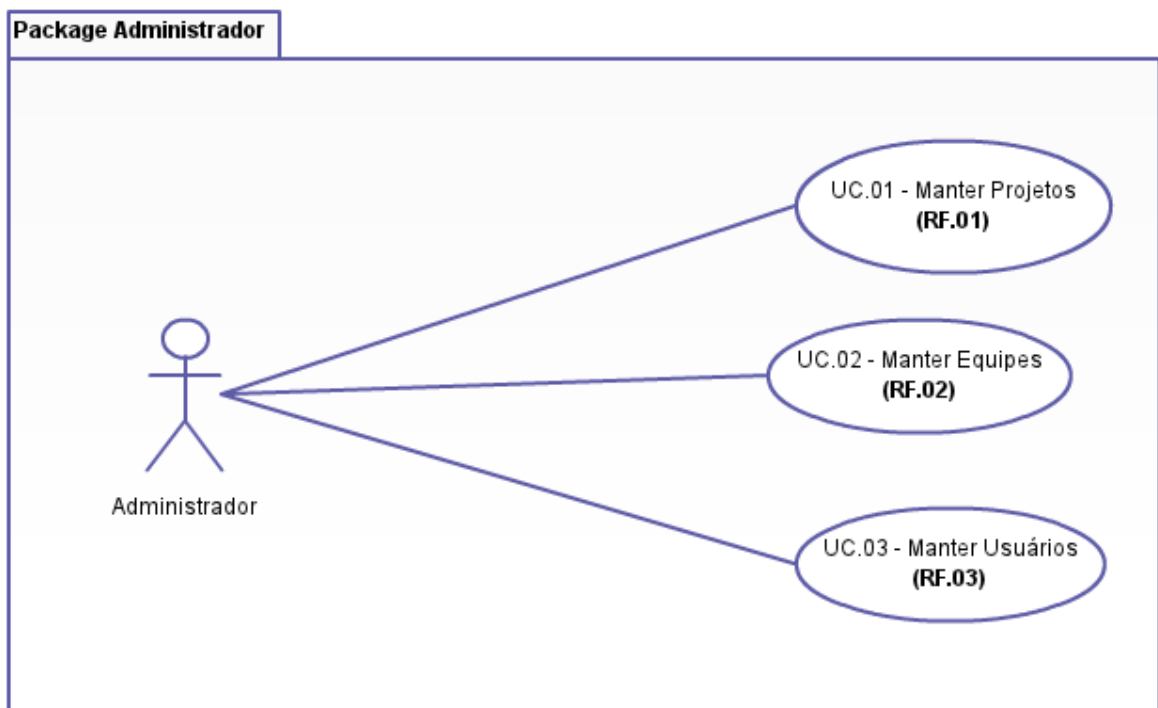 Package Administrador
UC.01 - Manter Projetos
(RF.01)
UC.02 - Manter Equipes
(RF.02)
UC.03 - Manter Usuários
(RF.03)
Administrador